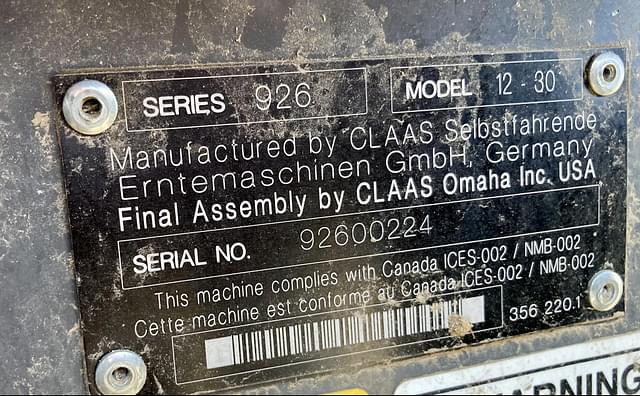 SERIES 926 MODEL 12 - 30
Manufactured by CLAAS Selbstfahrende
Erntemaschinen GmbH, Germany
Final Assembly by CLAAS Omaha Inc. USA
SERIAL NO. 92600224
This machine complies with Canada ICES-002 / NMB-002
Cette machine est conforme au Canada ICES-002 / NMB-002
356 220.1